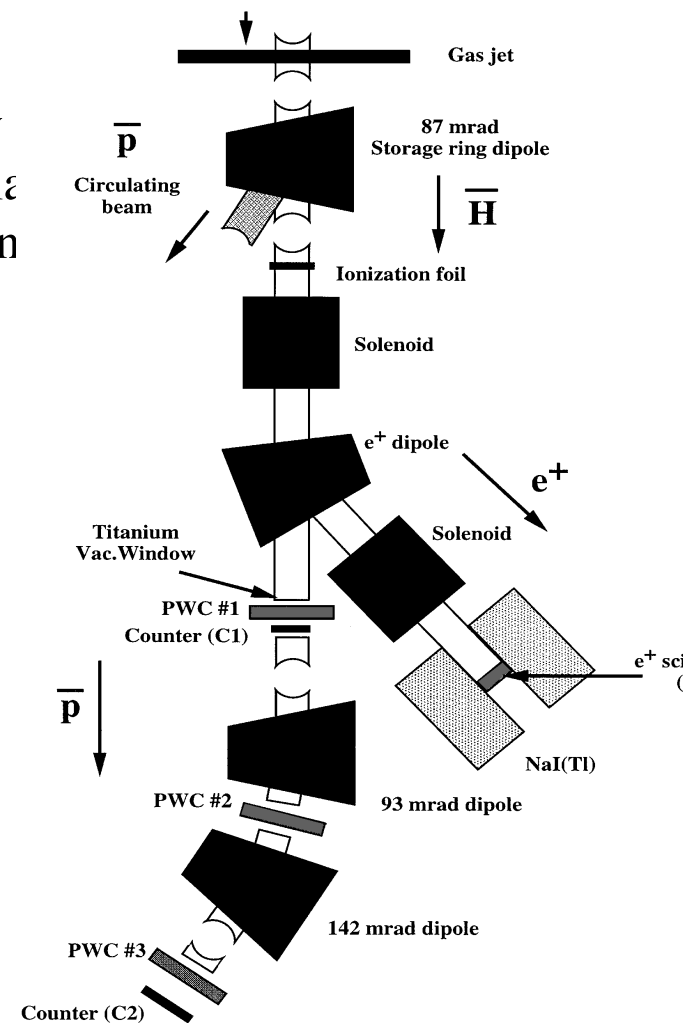 Gas jet
p̅
87 mrad
Storage ring dipole
Circulating
beam
H̅
Ionization foil
Solenoid
e+ dipole
e+
Titanium
Vac.Window
Solenoid
PWC #1
Counter (C1)
e+ sci
(
p̅
NaI(Tl)
PWC #2
93 mrad dipole
142 mrad dipole
PWC #3
Counter (C2)